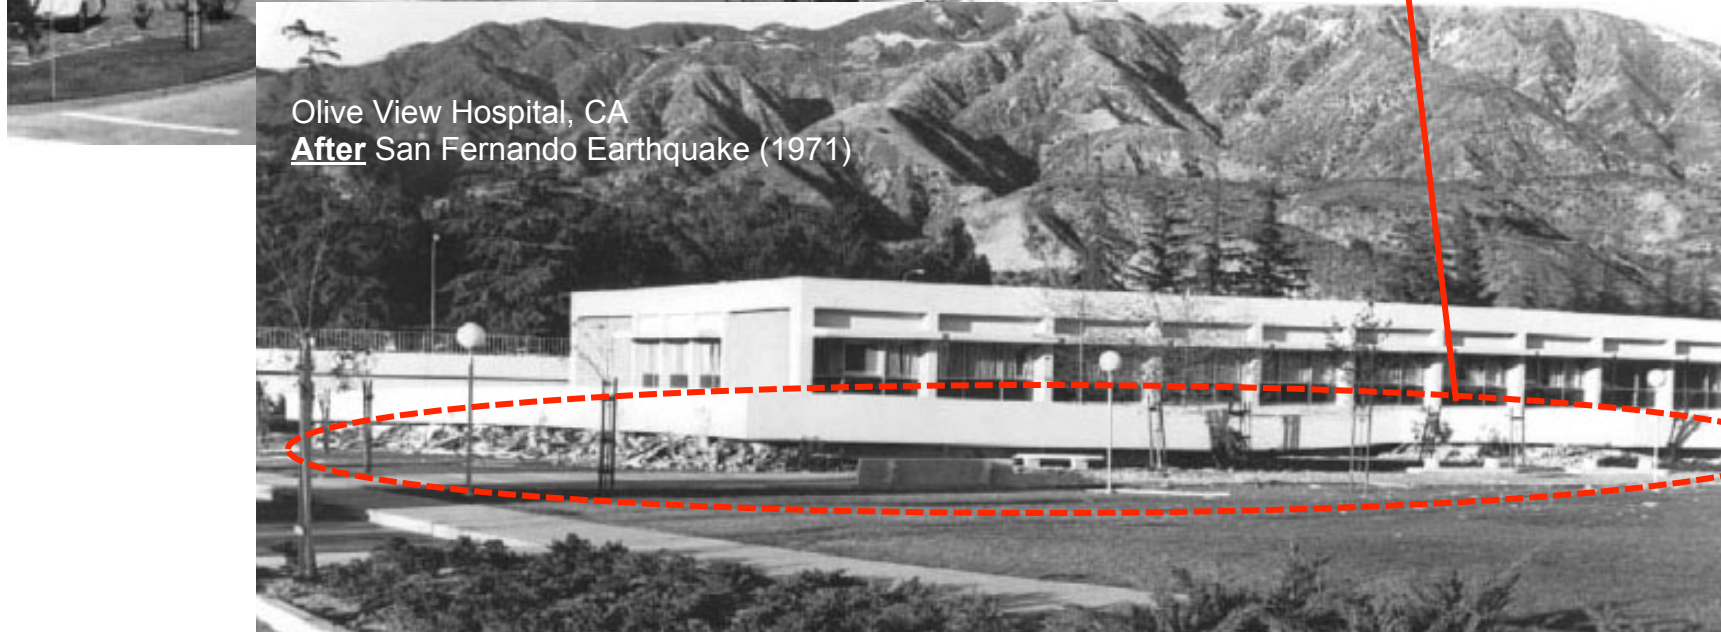 Olive View Hospital, CA
After San Fernando Earthquake (1971)